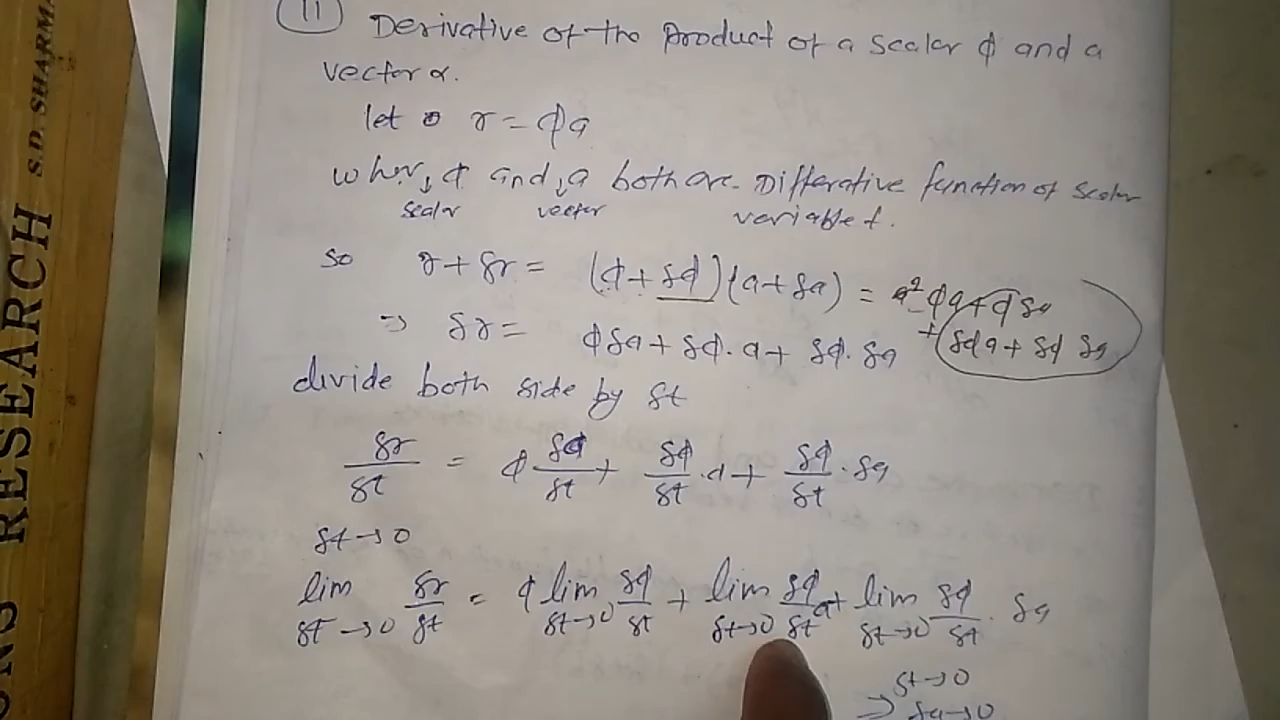 (11) Derivative of the product of a scalar ϕ and a
vector α.
let r = ϕa
wher, ϕ and, a both are Differative function of scalar
scalar vector variable t.
so r + δr = (ϕ + δϕ)(a + δa) = ϕa + ϕ δa
+ (δϕ a + δϕ δa
⇒ δr = ϕδa + δϕ. a + δϕ. δa
divide both side by δt
δr/δt = ϕ δa/δt + δϕ/δt . a + δϕ/δt . δa
δt → 0
lim δt→0 δr/δt = ϕ lim δt→0 δϕ/δt + lim δt→0 δϕ/δt a + lim δt→0 δϕ/δt . δa
δt → 0
⇒ δa → 0
RESEARCH S.D. SHARMA